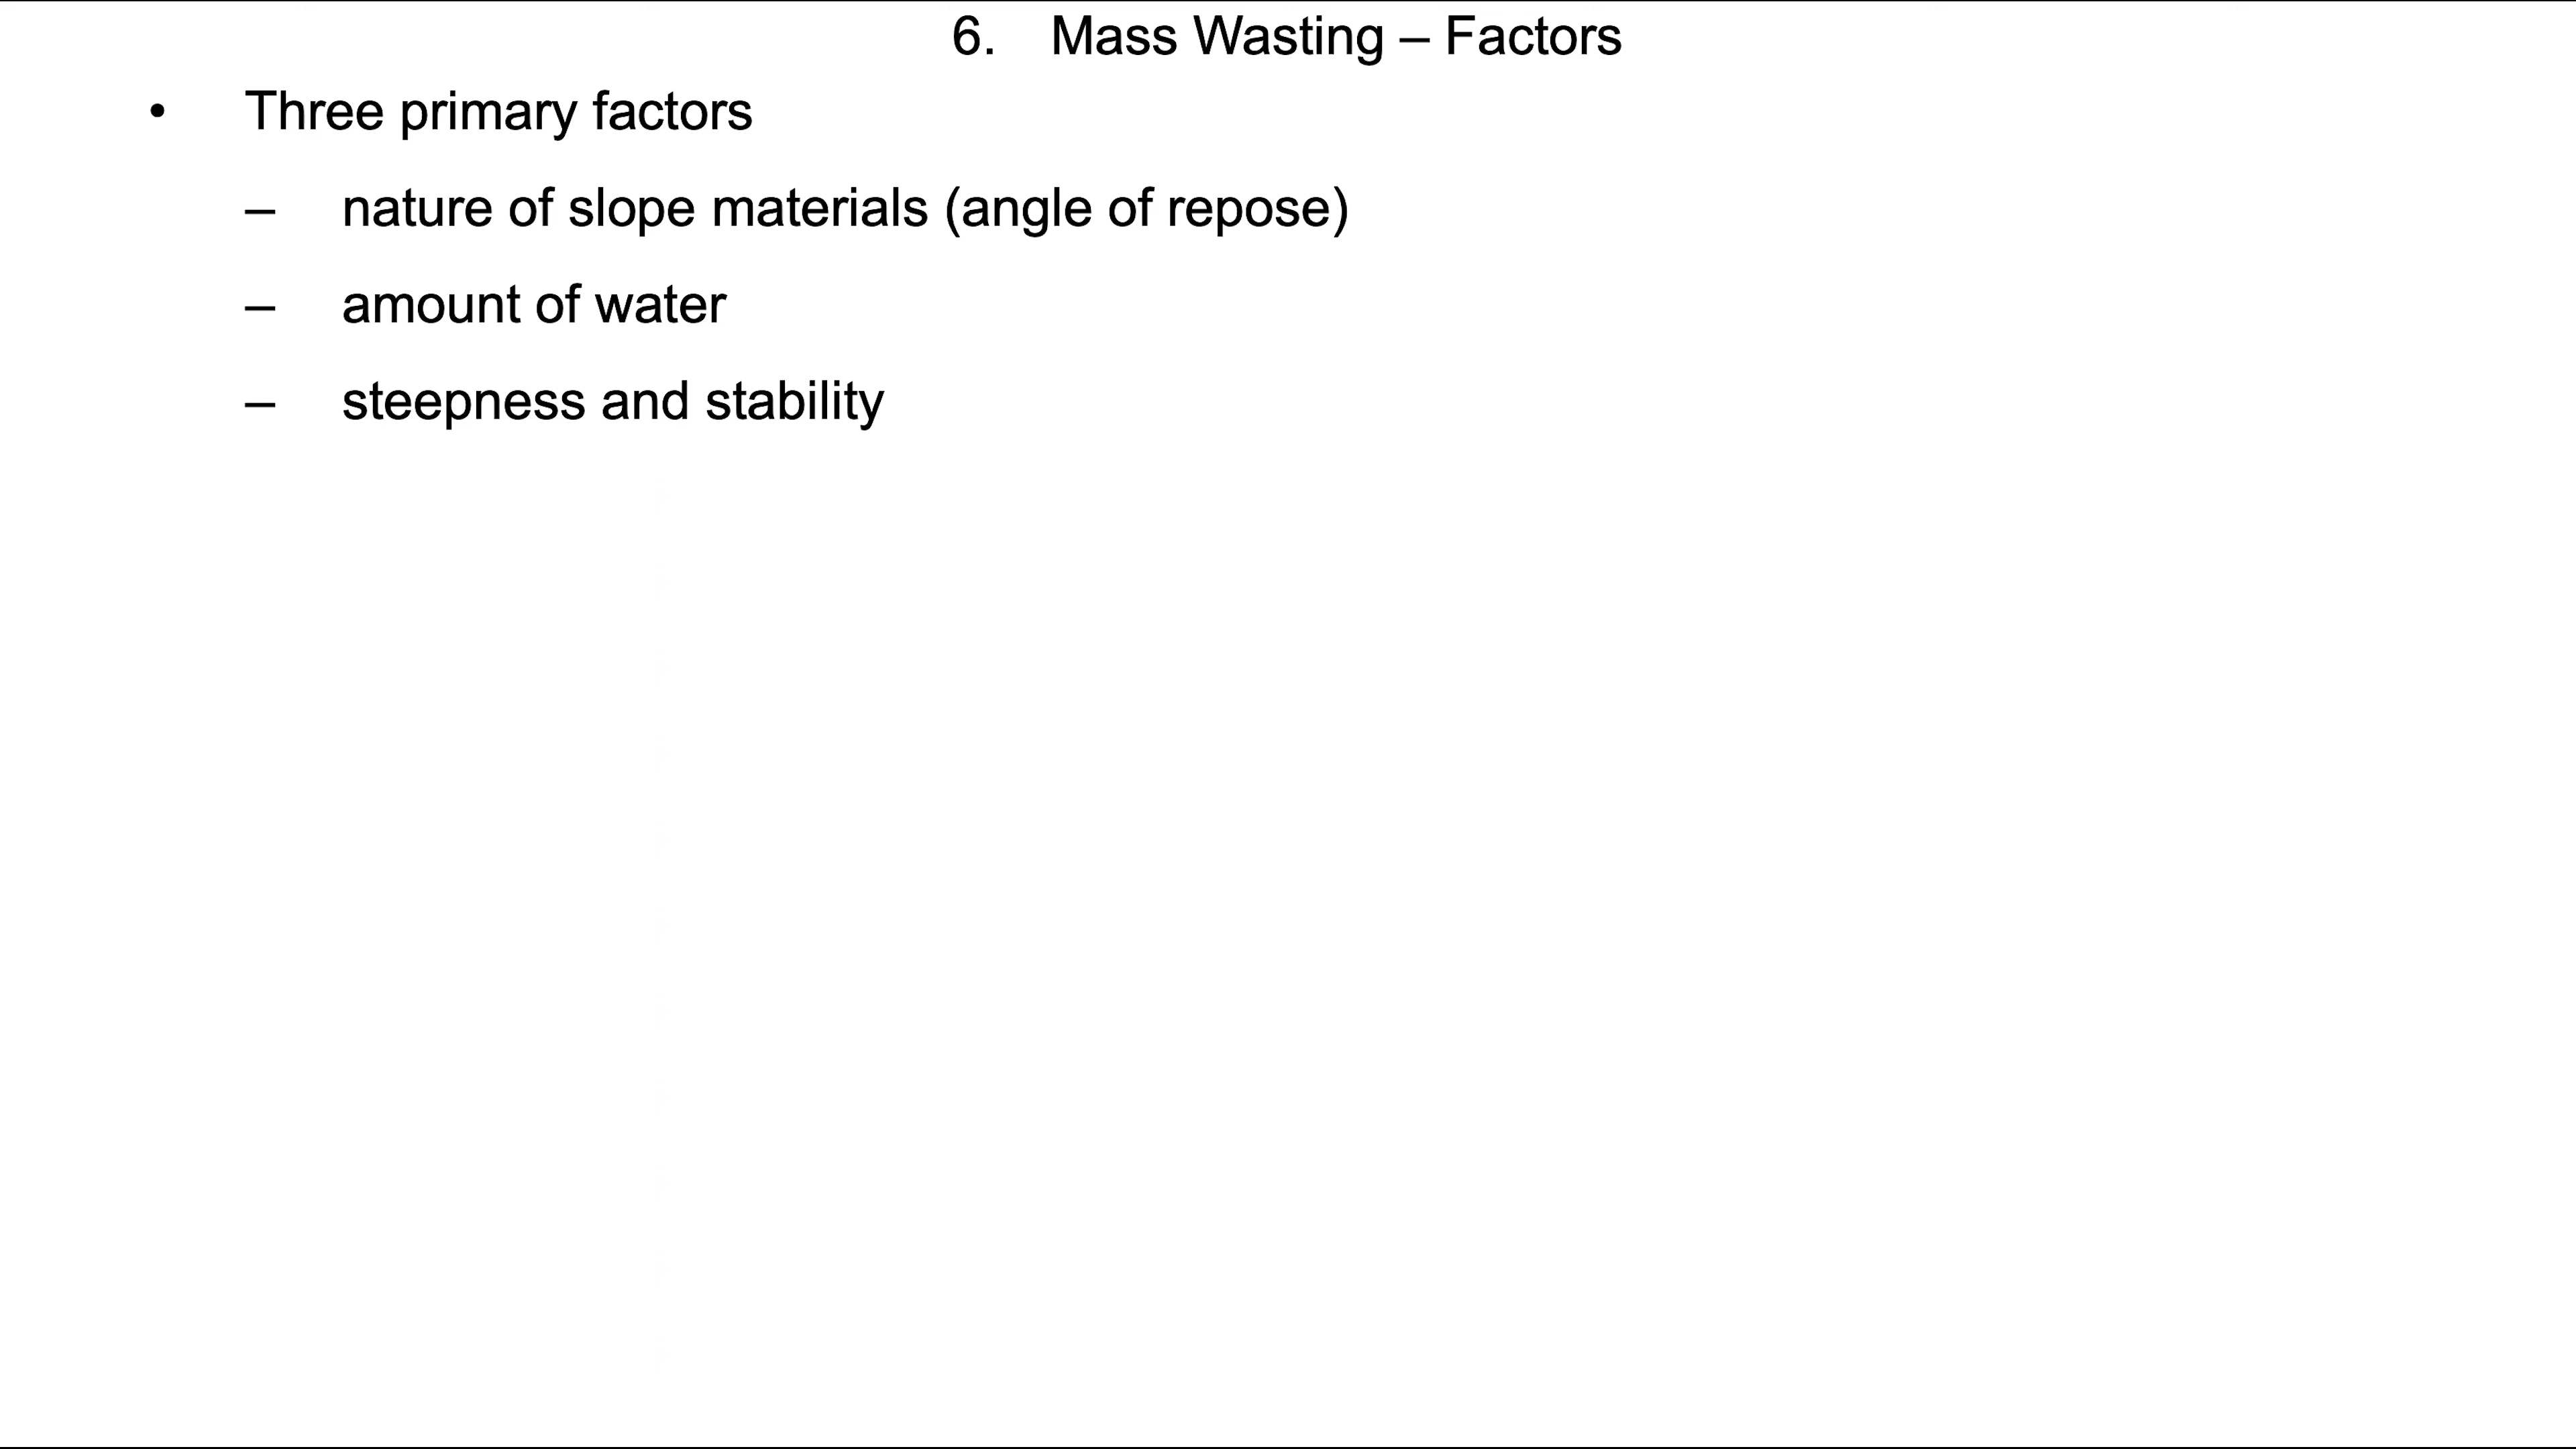 6. Mass Wasting – Factors
• Three primary factors
– nature of slope materials (angle of repose)
– amount of water
– steepness and stability